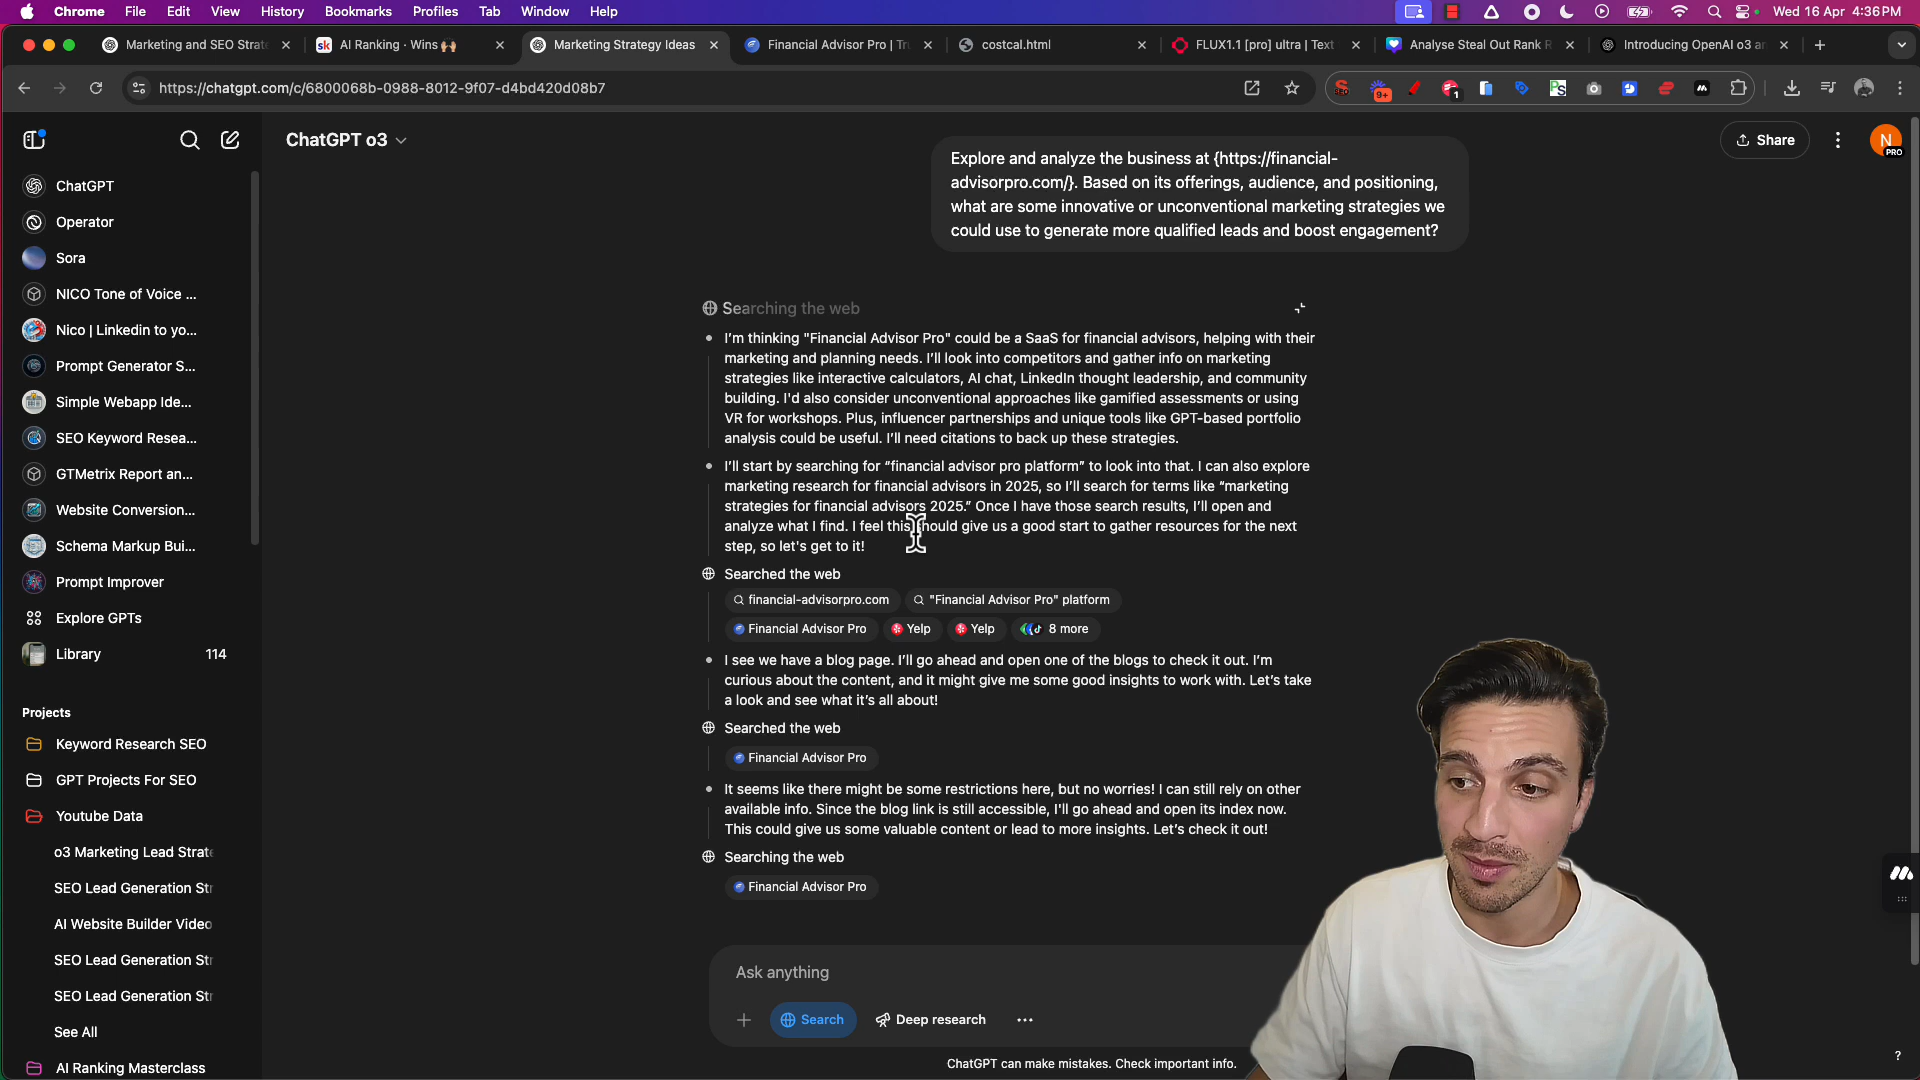 Chrome File Edit View History Bookmarks Profiles Tab Window Help Wed 16 Apr 4:36 PM
Marketing and SEO Strate AI Ranking · Wins Marketing Strategy Ideas Financial Advisor Pro | Tr costcal.html FLUX1.1 [pro] ultra | Text Analyse Steal Out Rank R Introducing OpenAI o3 a
https://chatgpt.com/c/6800068b-0988-8012-9f07-d4bd420d08b7
9+
1
ChatGPT o3
Share
N
PRO
ChatGPT
Operator
Sora
NICO Tone of Voice ...
Nico | Linkedin to yo...
Prompt Generator S...
Simple Webapp Ide...
SEO Keyword Resea...
GTMetrix Report an...
Website Conversion...
Schema Markup Bui...
Prompt Improver
Explore GPTs
Library 114
Projects
Keyword Research SEO
GPT Projects For SEO
Youtube Data
o3 Marketing Lead Strate
SEO Lead Generation Str
AI Website Builder Video
SEO Lead Generation Str
SEO Lead Generation Str
See All
AI Ranking Masterclass
Explore and analyze the business at {https://financial-
advisorpro.com/}. Based on its offerings, audience, and positioning,
what are some innovative or unconventional marketing strategies we
could use to generate more qualified leads and boost engagement?
Searching the web
I'm thinking "Financial Advisor Pro" could be a SaaS for financial advisors, helping with their
marketing and planning needs. I'll look into competitors and gather info on marketing
strategies like interactive calculators, AI chat, LinkedIn thought leadership, and community
building. I'd also consider unconventional approaches like gamified assessments or using
VR for workshops. Plus, influencer partnerships and unique tools like GPT-based portfolio
analysis could be useful. I'll need citations to back up these strategies.
I'll start by searching for “financial advisor pro platform” to look into that. I can also explore
marketing research for financial advisors in 2025, so I'll search for terms like “marketing
strategies for financial advisors 2025.” Once I have those search results, I'll open and
analyze what I find. I feel this should give us a good start to gather resources for the next
step, so let's get to it!
Searched the web
financial-advisorpro.com "Financial Advisor Pro" platform
Financial Advisor Pro Yelp Yelp 8 more
I see we have a blog page. I'll go ahead and open one of the blogs to check it out. I'm
curious about the content, and it might give me some good insights to work with. Let's take
a look and see what it's all about!
Searched the web
Financial Advisor Pro
It seems like there might be some restrictions here, but no worries! I can still rely on other
available info. Since the blog link is still accessible, I'll go ahead and open its index now.
This could give us some valuable content or lead to more insights. Let's check it out!
Searching the web
Financial Advisor Pro
Ask anything
Search Deep research
ChatGPT can make mistakes. Check important info.
?